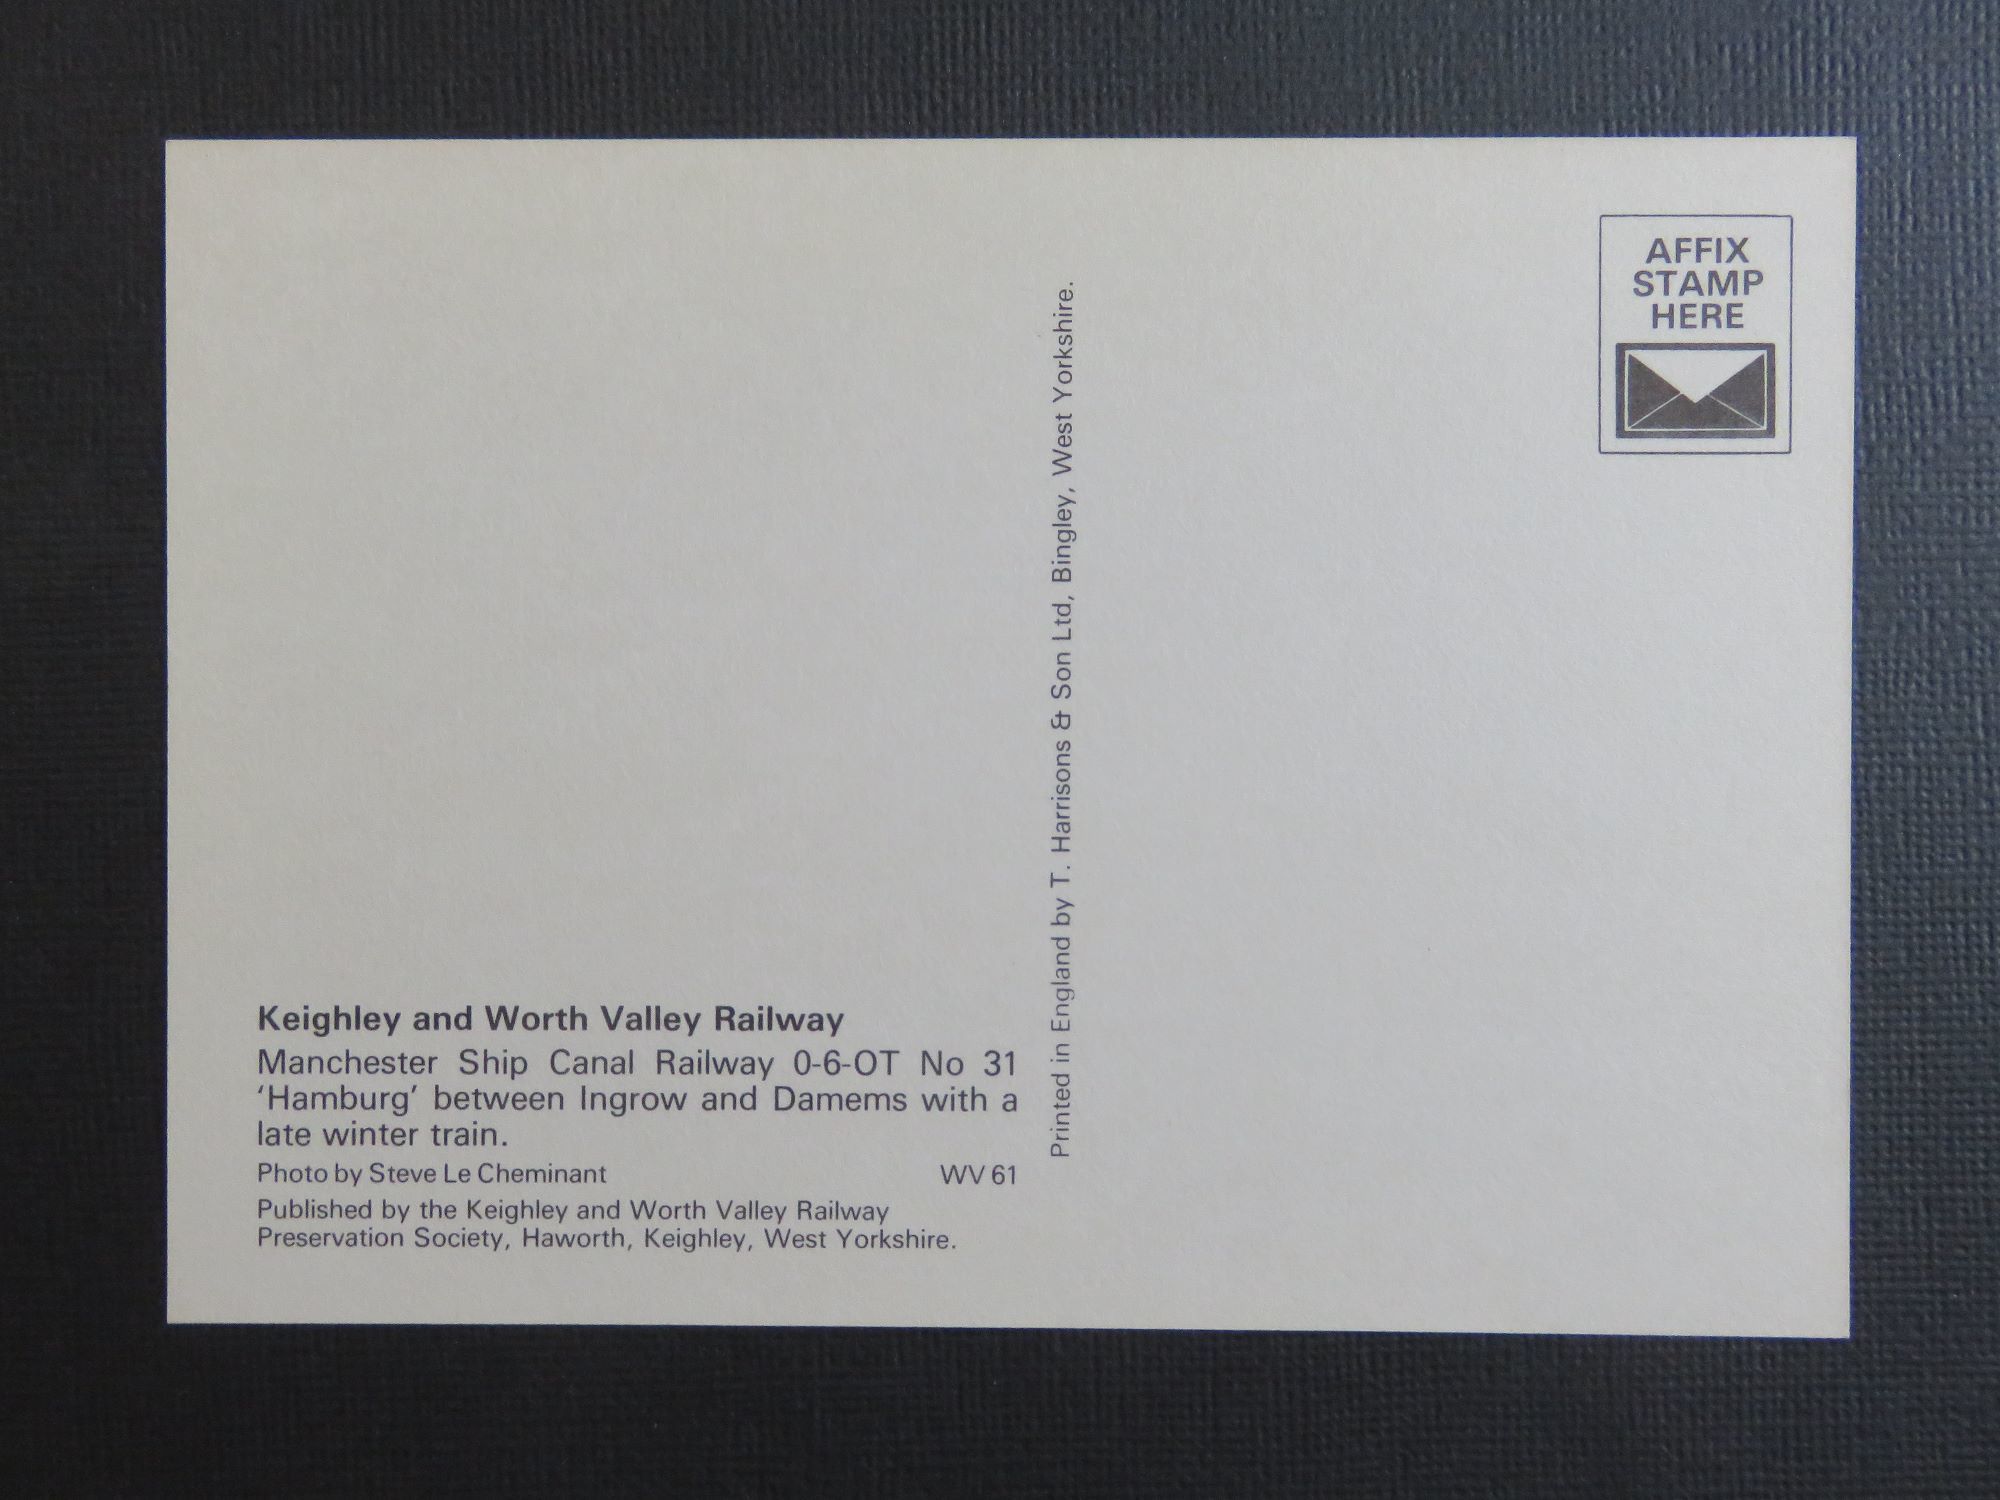 AFFIX
STAMP
HERE
Printed in England by T. Harrisons & Son Ltd, Bingley, West Yorkshire.
Keighley and Worth Valley Railway
Manchester Ship Canal Railway 0-6-OT No 31
‘Hamburg’ between Ingrow and Damems with a
late winter train.
Photo by Steve Le Cheminant WV 61
Published by the Keighley and Worth Valley Railway
Preservation Society, Haworth, Keighley, West Yorkshire.